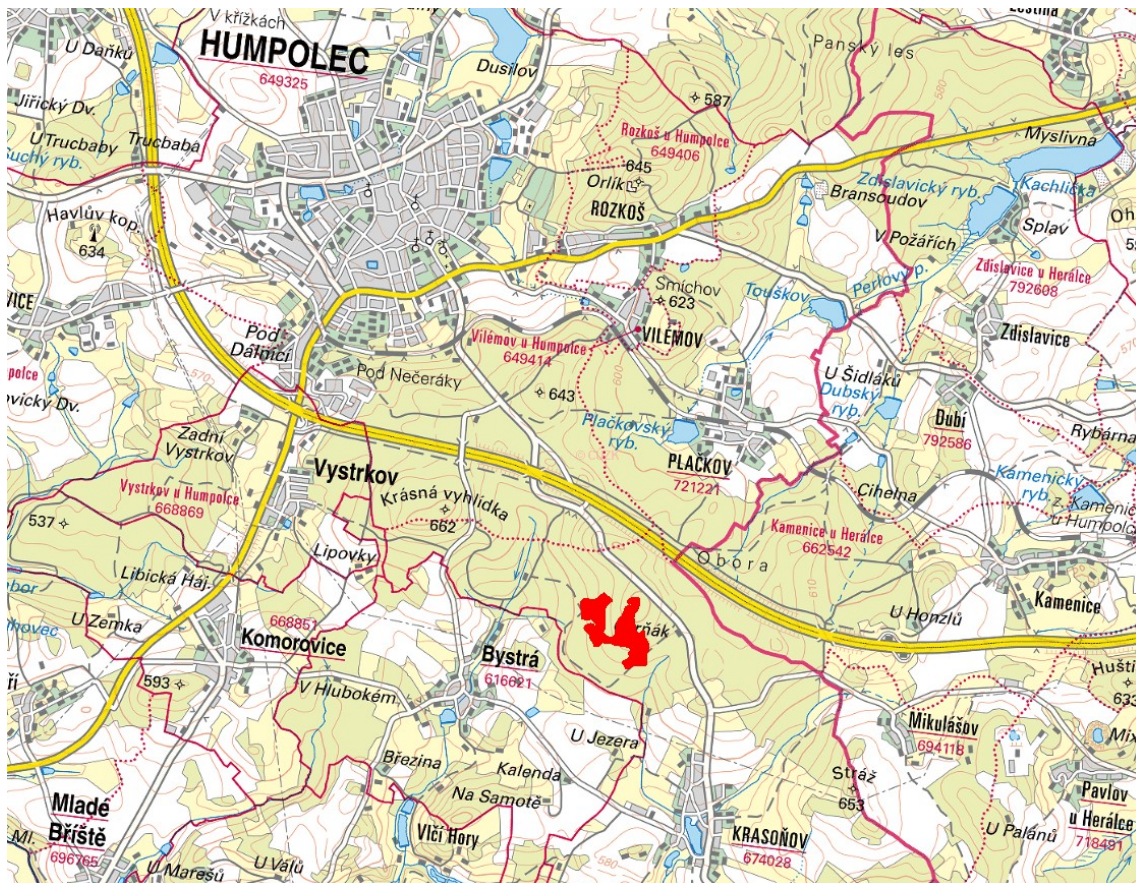 V křížkách
U Daňků
HUMPOLEC
649325
Dusilov
Panský les
580
587
Jiřický Dv.
U Trucbaby
Trucbaba
Rozkoš u Humpolce
649406
Myslivna
645
Orlík
ROZKOŠ
Zdislavický ryb.
Kachlička
Bransoudov
Splav
Havlův kop.
634
V Požářích
Zdislavice u Herálce
792608
Perlový p.
Smíchov
623
Touškov
VILÉMOV
Vilémov u Humpolce
649414
Zdislavice
Pod
Dálnicí
570
Pod Nečeráky
600
643
U Šidláků
Dubský
ryb.
Dubí
792586
Rybárna
Plačkovský
ryb.
PLAČKOV
721221
Zadní
Vystrkov
Vystrkov
Vystrkov u Humpolce
668869
Krásná vyhlídka
662
537
Cihelna
Kamenický
ryb.
Kamenice u Herálce
662542
Lipovky
Obora
610
Libická Háj.
U Honzlů
Kamenice
U Zemka
668851
Komorovice
Bystrá
616621
593
V Hlubokém
Mikulášov
694118
633
U Jezera
Březina
Kalenda
Stráž
653
Na Samotě
Pavlov
u Herálce
718491
Mladé
Bříště
696765
Vlčí Hory
U Palánů
KRASOŇOV
674028
580
U Marešů
U Válů